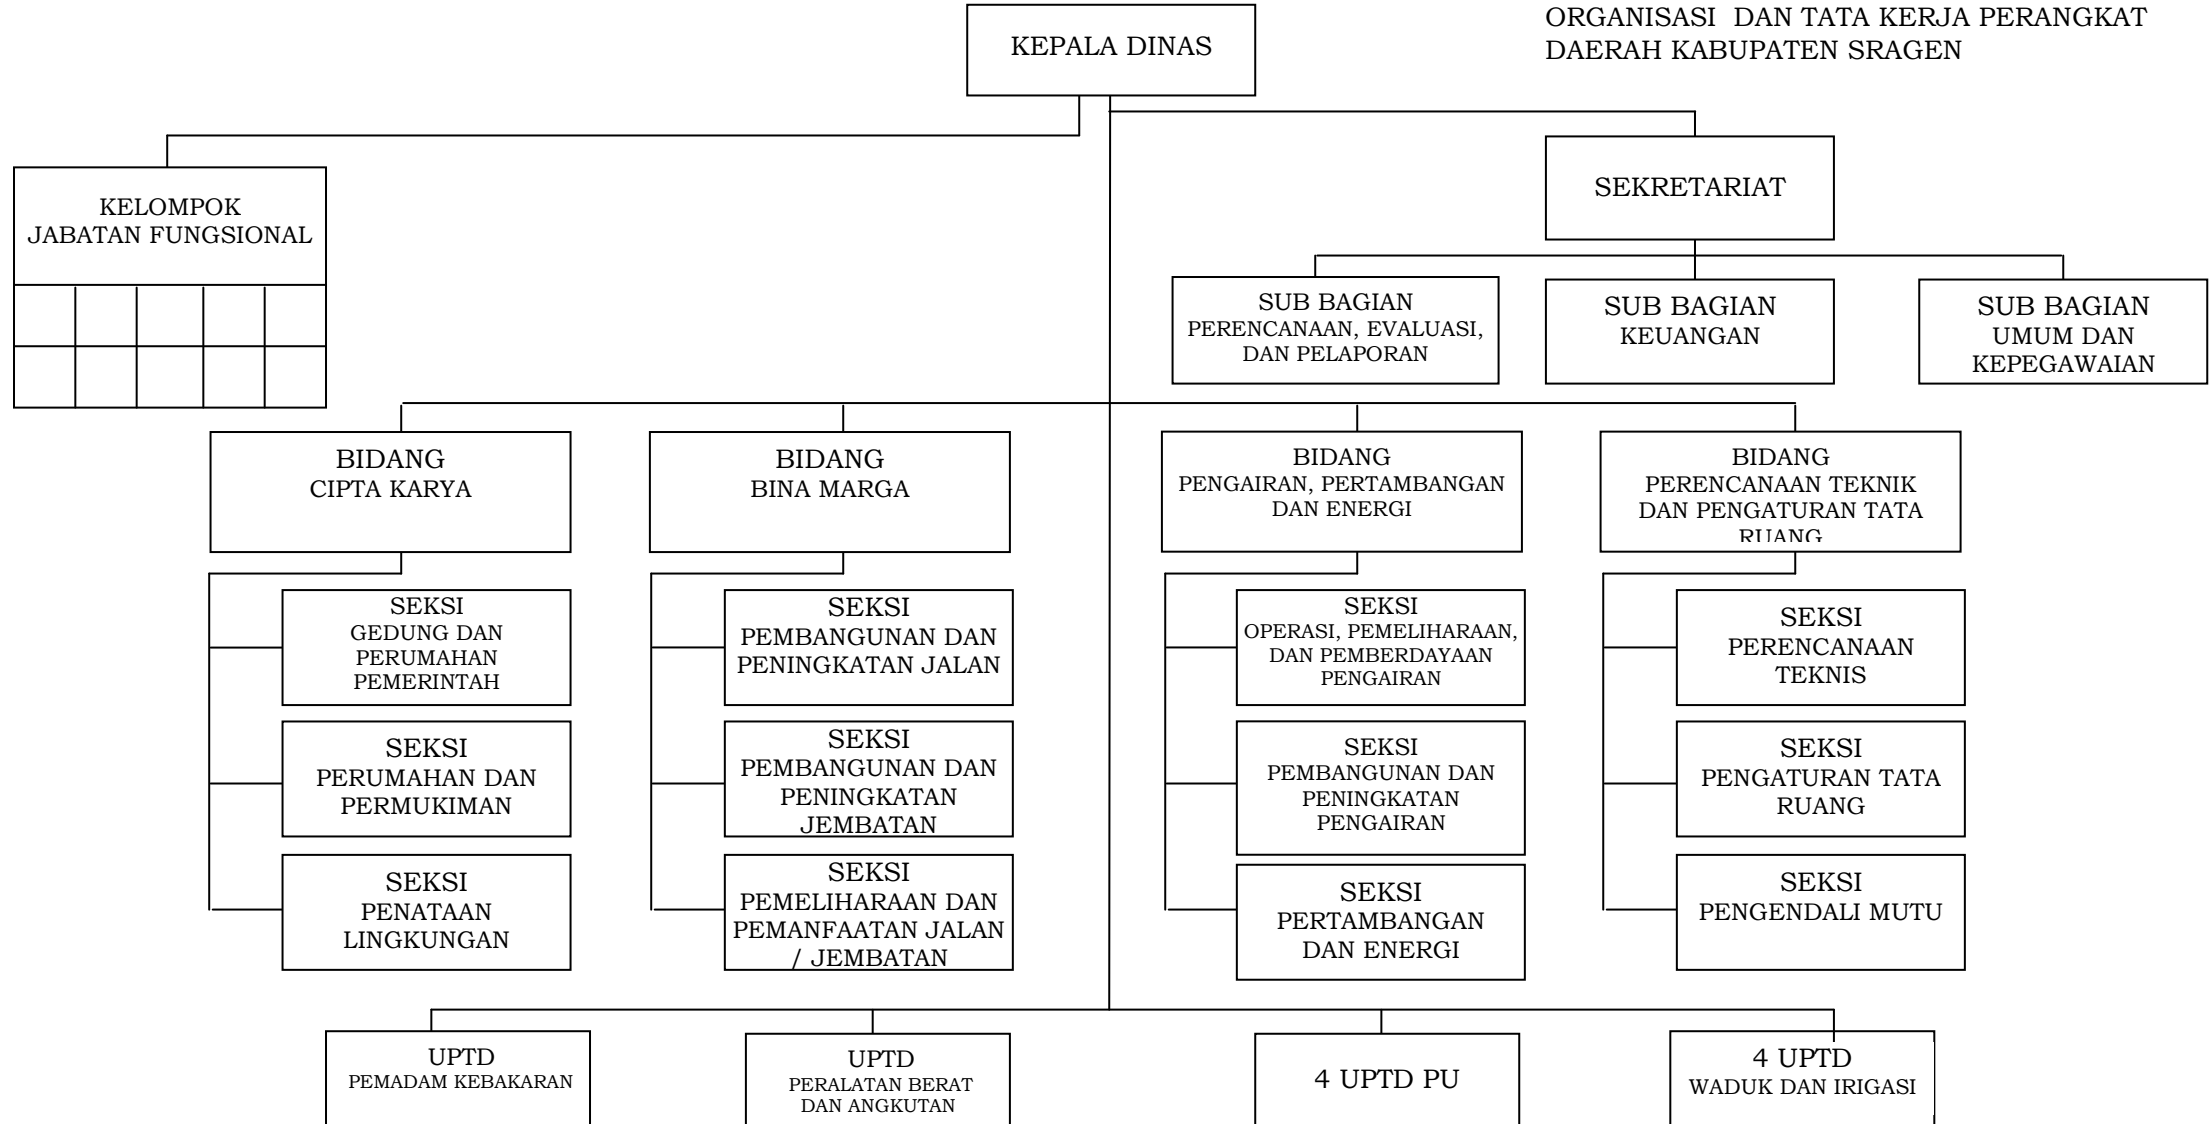 ORGANISASI  DAN TATA KERJA PERANGKAT
DAERAH KABUPATEN SRAGEN
KEPALA DINAS
KELOMPOK
JABATAN FUNGSIONAL
SEKRETARIAT
SUB BAGIAN
PERENCANAAN, EVALUASI,
DAN PELAPORAN
SUB BAGIAN
KEUANGAN
SUB BAGIAN
UMUM DAN
KEPEGAWAIAN
BIDANG
CIPTA KARYA
BIDANG
BINA MARGA
BIDANG
PENGAIRAN, PERTAMBANGAN
DAN ENERGI
BIDANG
PERENCANAAN TEKNIK
DAN PENGATURAN TATA
RUANG
SEKSI
GEDUNG DAN
PERUMAHAN
PEMERINTAH
SEKSI
PEMBANGUNAN DAN
PENINGKATAN JALAN
SEKSI
OPERASI, PEMELIHARAAN,
DAN PEMBERDAYAAN
PENGAIRAN
SEKSI
PERENCANAAN
TEKNIS
SEKSI
PERUMAHAN DAN
PERMUKIMAN
SEKSI
PEMBANGUNAN DAN
PENINGKATAN
JEMBATAN
SEKSI
PEMBANGUNAN DAN
PENINGKATAN
PENGAIRAN
SEKSI
PENGATURAN TATA
RUANG
SEKSI
PENATAAN
LINGKUNGAN
SEKSI
PEMELIHARAAN DAN
PEMANFAATAN JALAN
/ JEMBATAN
SEKSI
PERTAMBANGAN
DAN ENERGI
SEKSI
PENGENDALI MUTU
UPTD
PEMADAM KEBAKARAN
UPTD
PERALATAN BERAT
DAN ANGKUTAN
4 UPTD PU
4 UPTD
WADUK DAN IRIGASI